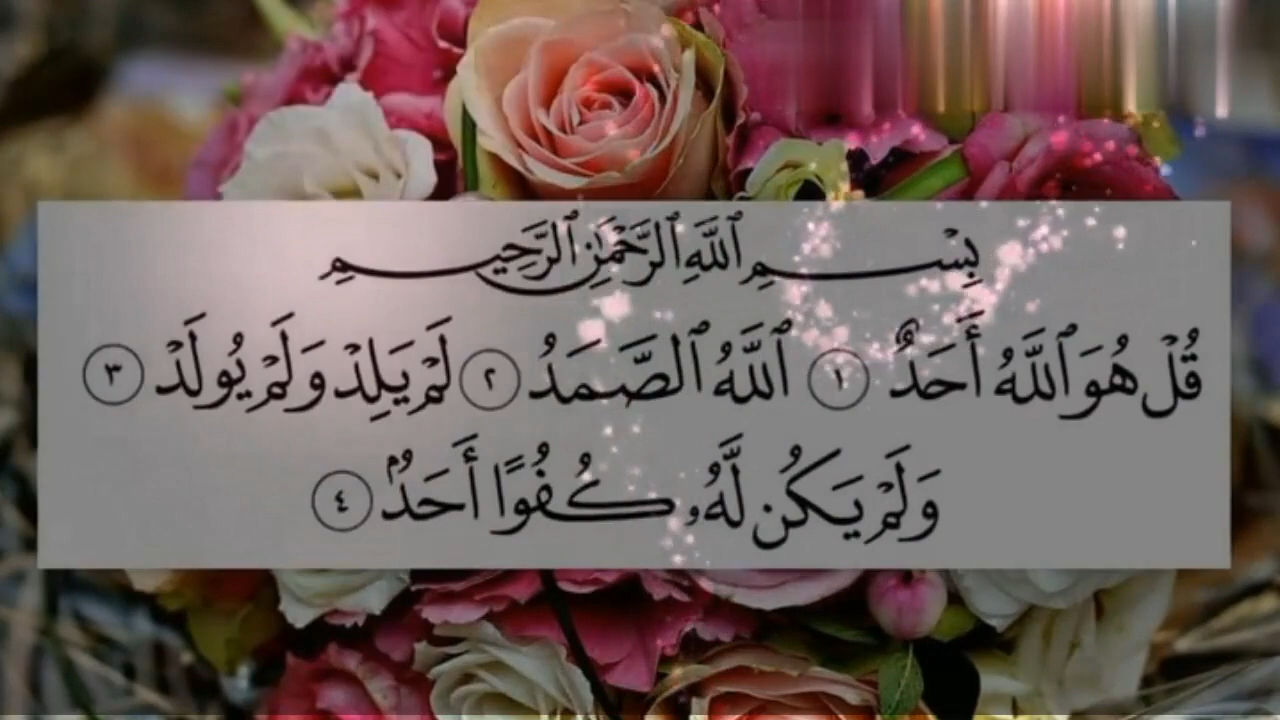 بِسْمِ ٱللَّهِ ٱلرَّحْمَٰنِ ٱلرَّحِيمِ
قُلْ هُوَ ٱللَّهُ أَحَدٌ ١ ٱللَّهُ ٱلصَّمَدُ ٢ لَمْ يَلِدْ وَلَمْ يُولَدْ ٣
وَلَمْ يَكُن لَّهُۥ كُفُوًا أَحَدٌۢ ٤